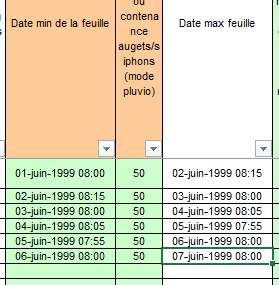 ou
contena
nce
augets/s
iphons
(mode
pluvio)
Date min de la feuille
Date max feuille
01-juin-1999 08:00 50 02-juin-1999 08:15
02-juin-1999 08:15 50 03-juin-1999 08:00
03-juin-1999 08:00 50 04-juin-1999 08:05
04-juin-1999 08:05 50 05-juin-1999 07:55
05-juin-1999 07:55 50 06-juin-1999 08:00
06-juin-1999 08:00 50 07-juin-1999 08:00